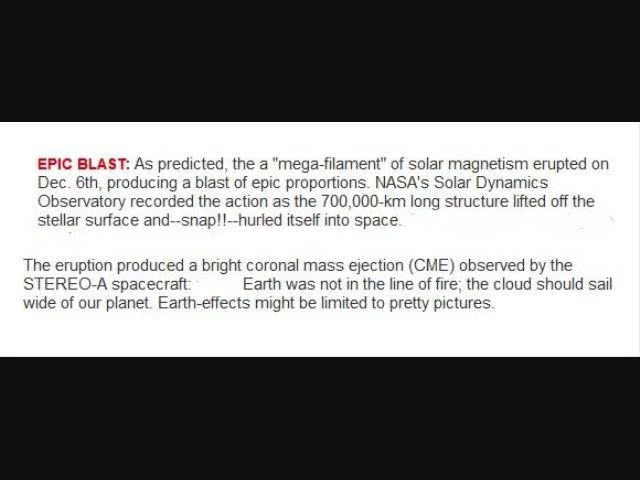 EPIC BLAST: As predicted, the a "mega-filament" of solar magnetism erupted on
Dec. 6th, producing a blast of epic proportions. NASA's Solar Dynamics
Observatory recorded the action as the 700,000-km long structure lifted off the
stellar surface and--snap!!--hurled itself into space.
The eruption produced a bright coronal mass ejection (CME) observed by the
STEREO-A spacecraft: Earth was not in the line of fire; the cloud should sail
wide of our planet. Earth-effects might be limited to pretty pictures.